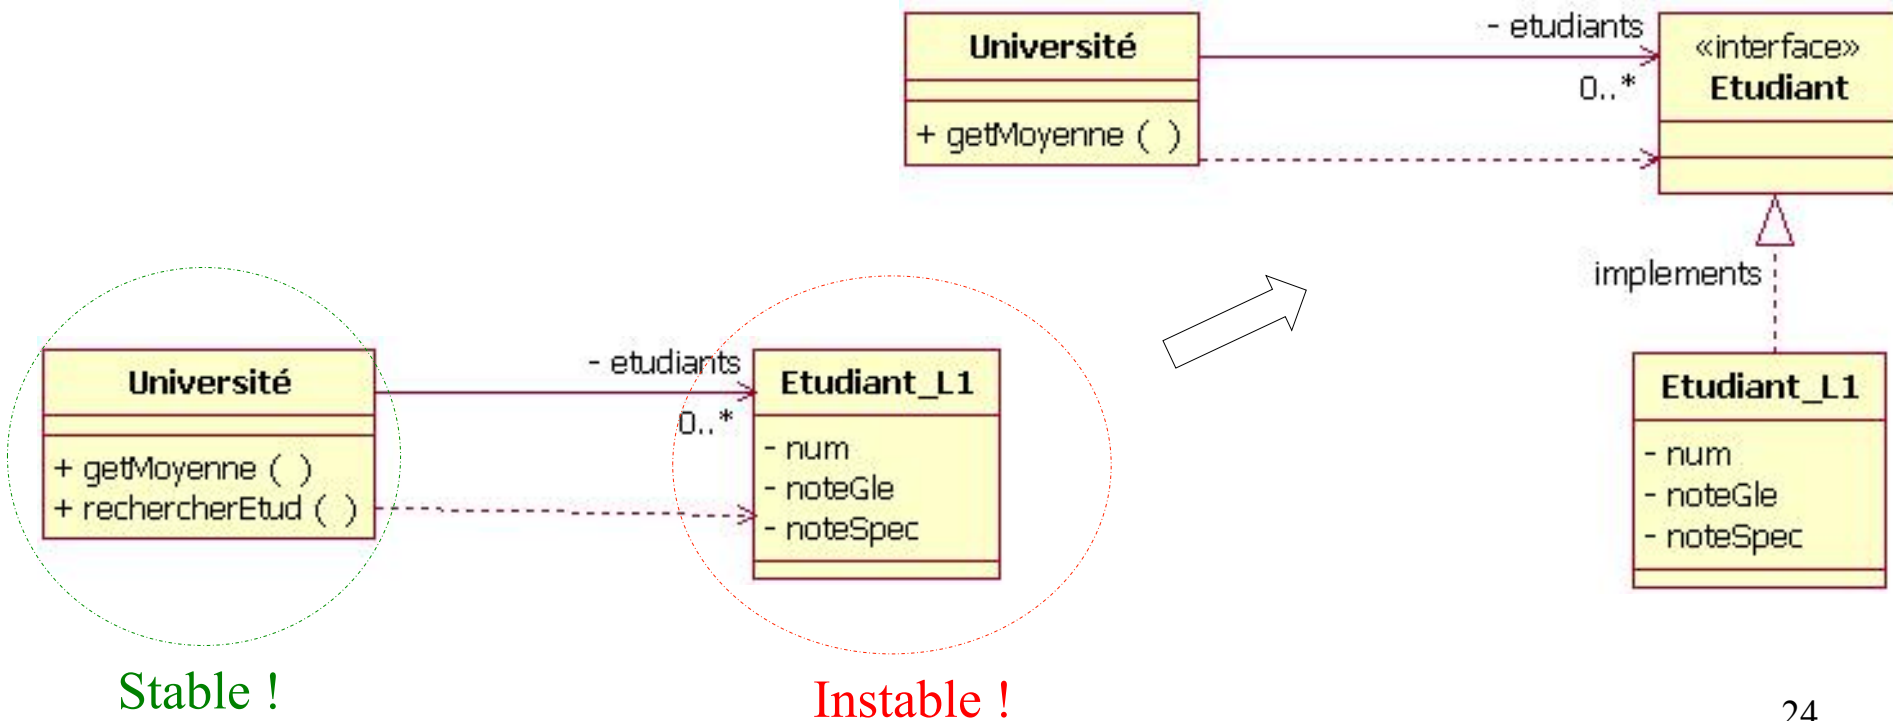 - etudiants
Université
«interface»
Etudiant
0..*
+ getMoyenne ( )
implements
- etudiants
Université
Etudiant_L1
0..*
+ getMoyenne ( )
+ rechercherEtud ( )
- num
- noteGle
- noteSpec
Etudiant_L1
- num
- noteGle
- noteSpec
Stable !
Instable !
24